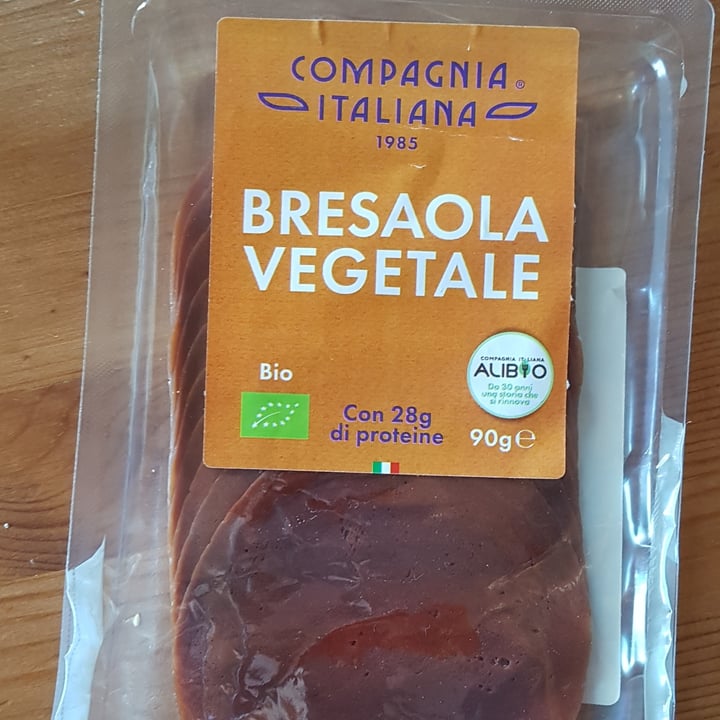 COMPAGNIA®
ITALIANA
1985
BRESAOLA
VEGETALE
COMPAGNIA ITALIANA
ALIBIO
Da 30 anni
una storia che
si rinnova
Bio
Con 28g
di proteine
90g℮